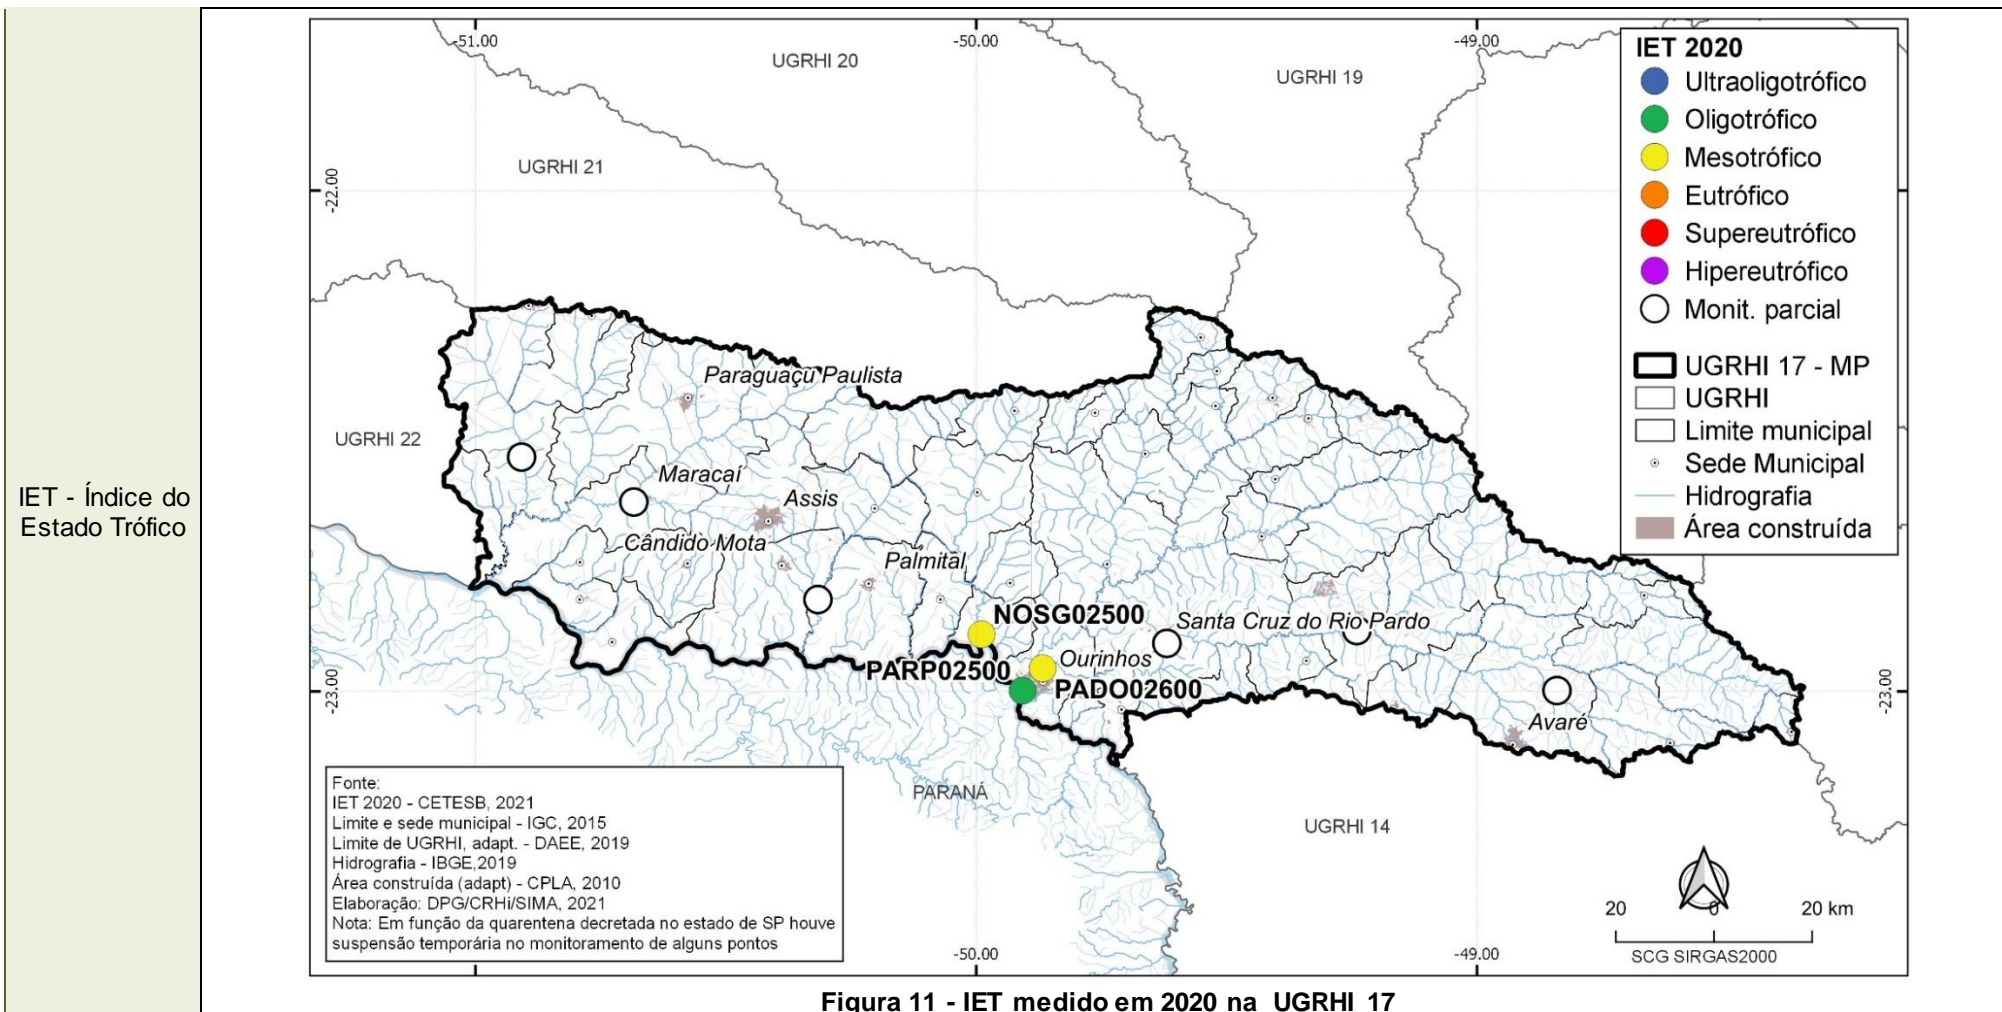 IET - Índice do
Estado Trófico
-51.00
-50.00
-49.00
UGRHI 20
UGRHI 19
UGRHI 21
UGRHI 22
-22.00
-23.00
-23.00
IET 2020
Ultraoligotrófico
Oligotrófico
Mesotrófico
Eutrófico
Supereutrófico
Hipereutrófico
Monit. parcial
UGRHI 17 - MP
UGRHI
Limite municipal
Sede Municipal
Hidrografia
Área construída
Paraguaçu Paulista
Maracaí
Assis
Cândido Mota
Palmital
NOSG02500
Santa Cruz do Rio Pardo
Ourinhos
PARP02500
PADO02600
Avaré
PARANÁ
UGRHI 14
Fonte:
IET 2020 - CETESB, 2021
Limite e sede municipal - IGC, 2015
Limite de UGRHI, adapt. - DAEE, 2019
Hidrografia - IBGE,2019
Área construída (adapt) - CPLA, 2010
Elaboração: DPG/CRHi/SIMA, 2021
Nota: Em função da quarentena decretada no estado de SP houve
suspensão temporária no monitoramento de alguns pontos
20 0 20 km
SCG SIRGAS2000
-50.00
-49.00
Figura 11 - IET medido em 2020 na UGRHI 17